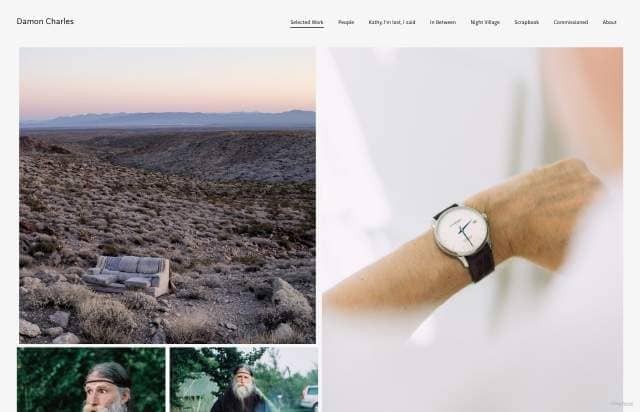 Damon Charles
Selected Work
People
Kathy, I'm lost, I said
In Between
Night Village
Scrapbook
Commissioned
About